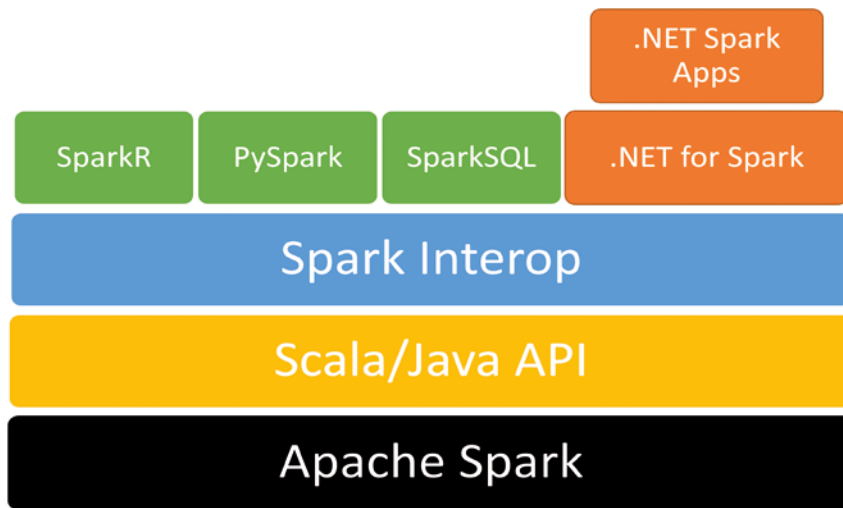 .NET Spark
Apps
SparkR
PySpark
SparkSQL
.NET for Spark
Spark Interop
Scala/Java API
Apache Spark